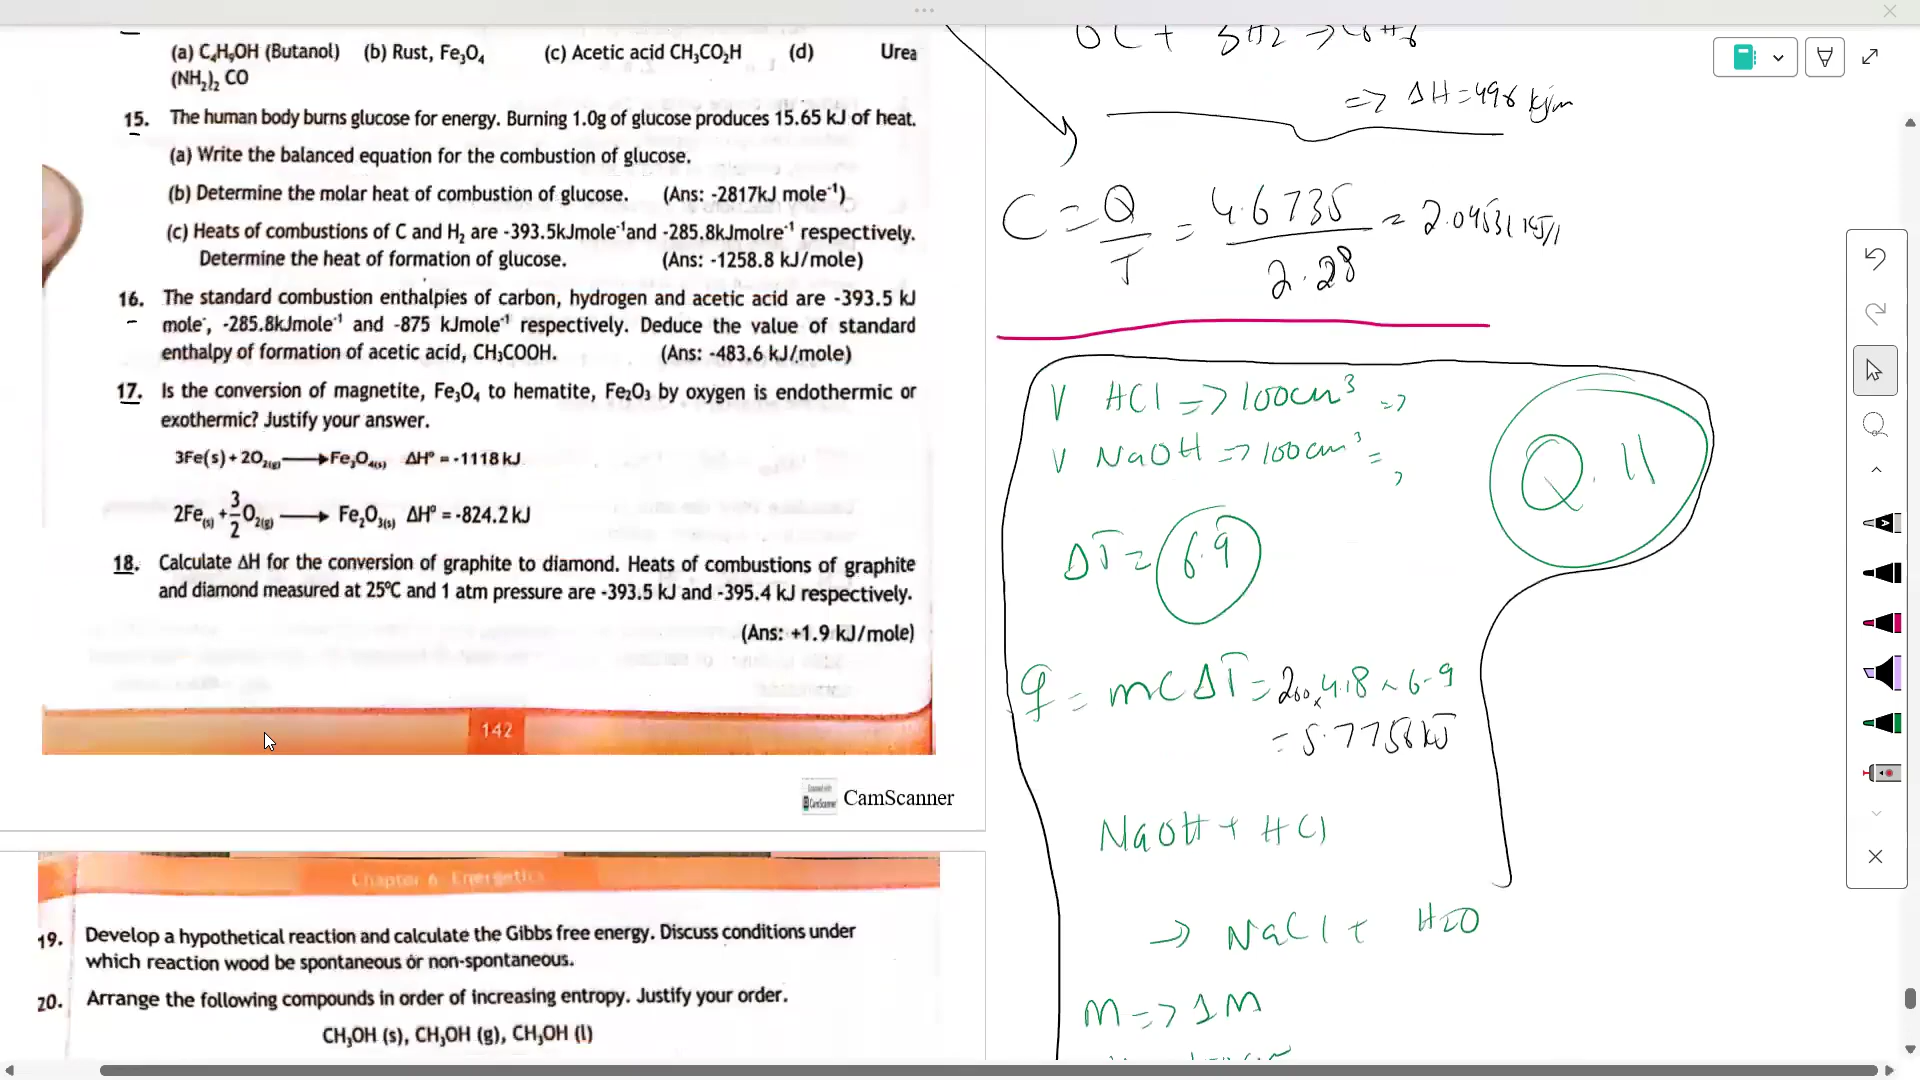 (a) C₄H₉OH (Butanol) (b) Rust, Fe₃O₄ (c) Acetic acid CH₃CO₂H (d) Urea
(NH₂)₂ CO
15. The human body burns glucose for energy. Burning 1.0g of glucose produces 15.65 kJ of heat.
(a) Write the balanced equation for the combustion of glucose.
(b) Determine the molar heat of combustion of glucose. (Ans: -2817kJ mole⁻¹)
(c) Heats of combustions of C and H₂ are -393.5kJmole⁻¹and -285.8kJmolre⁻¹ respectively.
Determine the heat of formation of glucose. (Ans: -1258.8 kJ/mole)
16. The standard combustion enthalpies of carbon, hydrogen and acetic acid are -393.5 kJ
mole⁻, -285.8kJmole⁻¹ and -875 kJmole⁻¹ respectively. Deduce the value of standard
enthalpy of formation of acetic acid, CH₃COOH. (Ans: -483.6 kJ/mole)
17. Is the conversion of magnetite, Fe₃O₄ to hematite, Fe₂O₃ by oxygen is endothermic or
exothermic? Justify your answer.
3Fe(s) + 2O₂(g) ⟶ Fe₃O₄(s) ΔH° = -1118 kJ
2Fe(s) + 3/2 O₂(g) ⟶ Fe₂O₃(s) ΔH° = -824.2 kJ
18. Calculate ΔH for the conversion of graphite to diamond. Heats of combustions of graphite
and diamond measured at 25°C and 1 atm pressure are -393.5 kJ and -395.4 kJ respectively.
(Ans: +1.9 kJ/mole)
142
CamScanner
Chapter 6 Energetics
19. Develop a hypothetical reaction and calculate the Gibbs free energy. Discuss conditions under
which reaction wood be spontaneous or non-spontaneous.
20. Arrange the following compounds in order of increasing entropy. Justify your order.
CH₃OH (s), CH₃OH (g), CH₃OH (l)
C = Q/T = 4.6735/2.28 =
V HCl => 100cm³ =>
V NaOH => 100cm³ =
Q.11
ΔT = 6.9
q = mCΔT = 200 x 4.18 x 6.9
= 5.7758 kJ
NaOH + HCl
→ NaCl + H2O
M => 1M